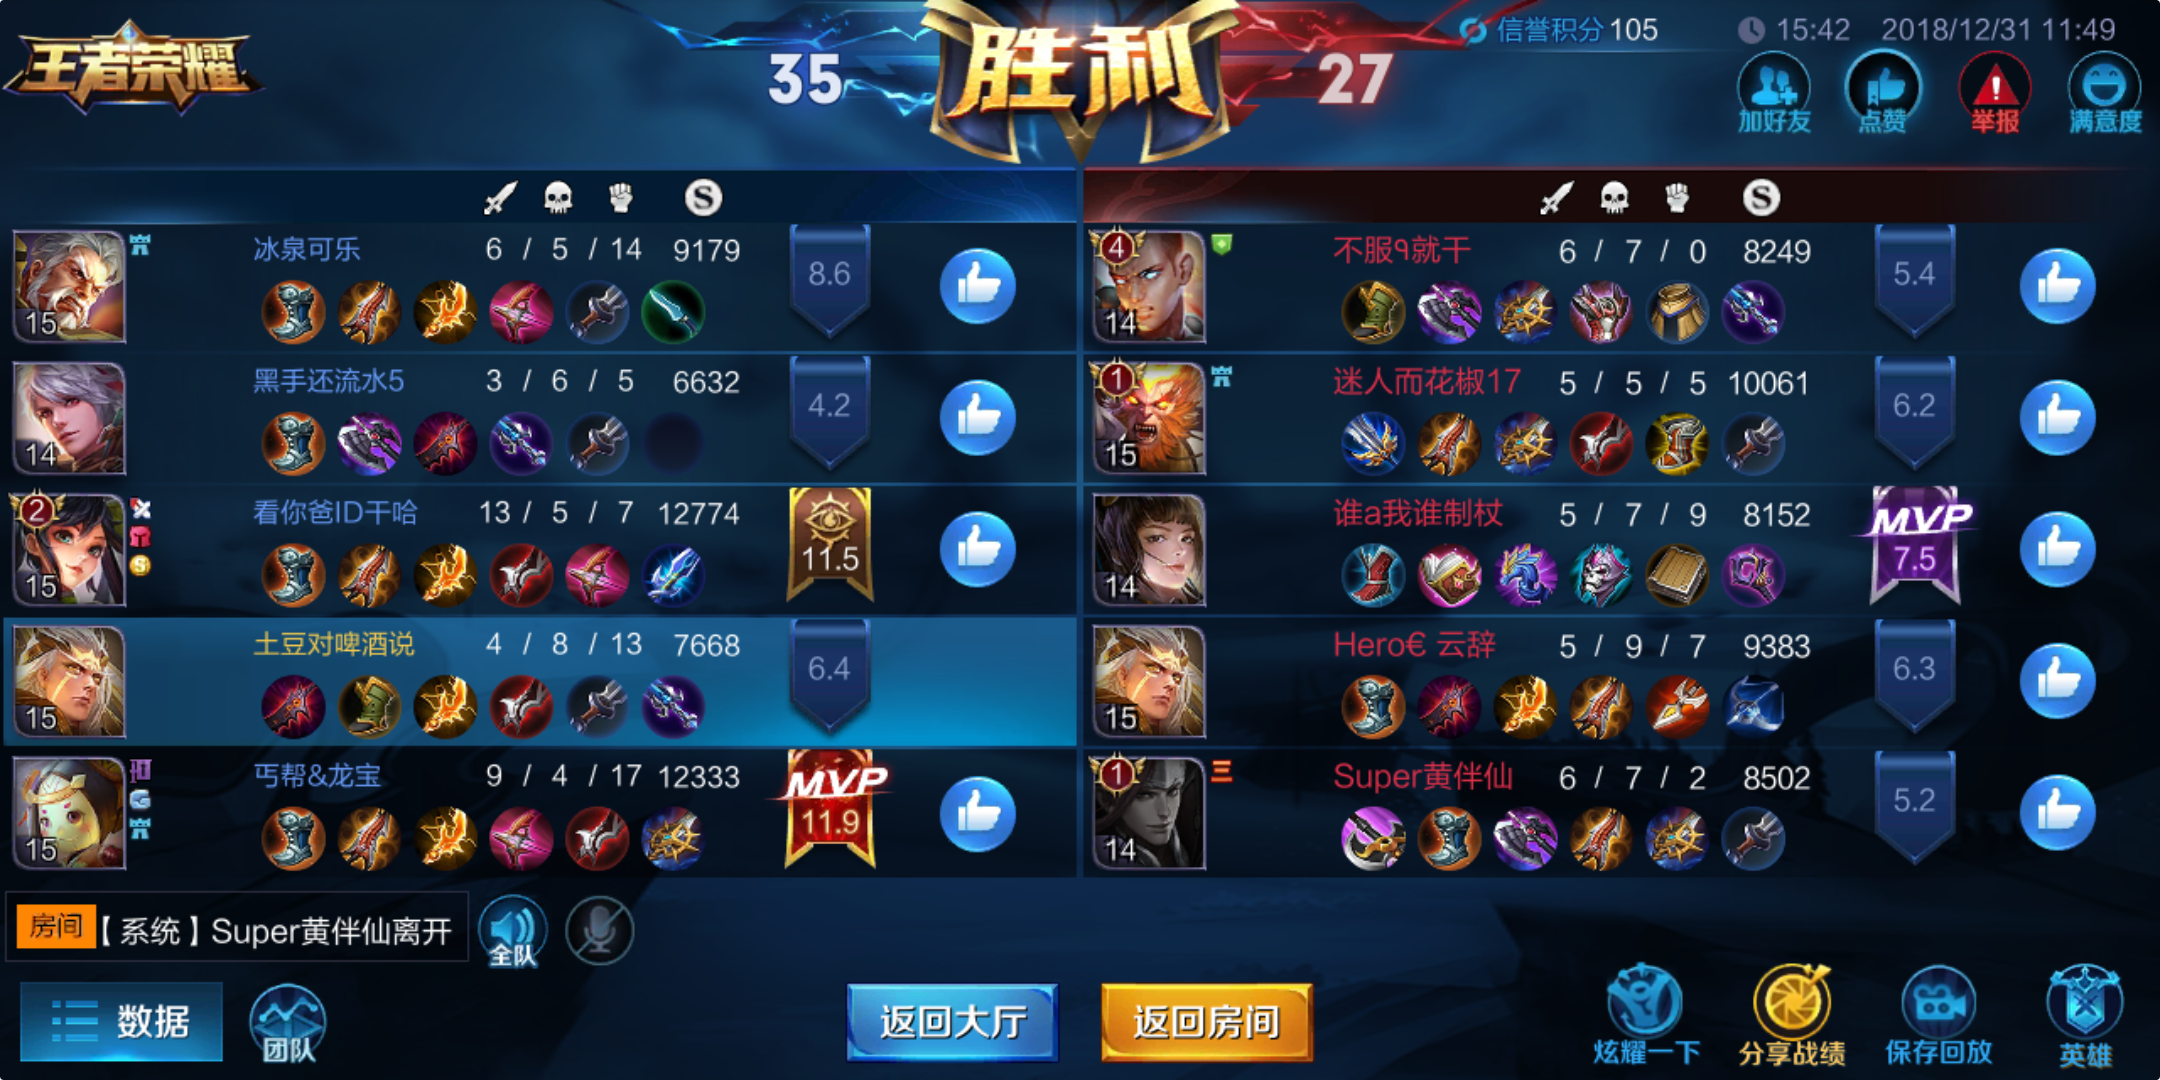 王者荣耀
35
胜利
27
信誉积分 105
15:42 2018/12/31 11:49
加好友
点赞
举报
满意度
S
S
15
冰泉可乐
6 / 5 / 14 9179
8.6
4
14
不服9就干
6 / 7 / 0 8249
5.4
14
黑手还流水5
3 / 6 / 5 6632
4.2
1
15
迷人而花椒17
5 / 5 / 5 10061
6.2
2
15
S
看你爸ID干哈
13 / 5 / 7 12774
11.5
14
谁a我谁制杖
5 / 7 / 9 8152
MVP
7.5
15
土豆对啤酒说
4 / 8 / 13 7668
6.4
15
Hero€ 云辞
5 / 9 / 7 9383
6.3
15
丐帮&龙宝
9 / 4 / 17 12333
MVP
11.9
1
14
三
Super黄伴仙
6 / 7 / 2 8502
5.2
房间
【 系统 】Super黄伴仙离开
全队
数据
团队
返回大厅
返回房间
炫耀一下
分享战绩
保存回放
英雄